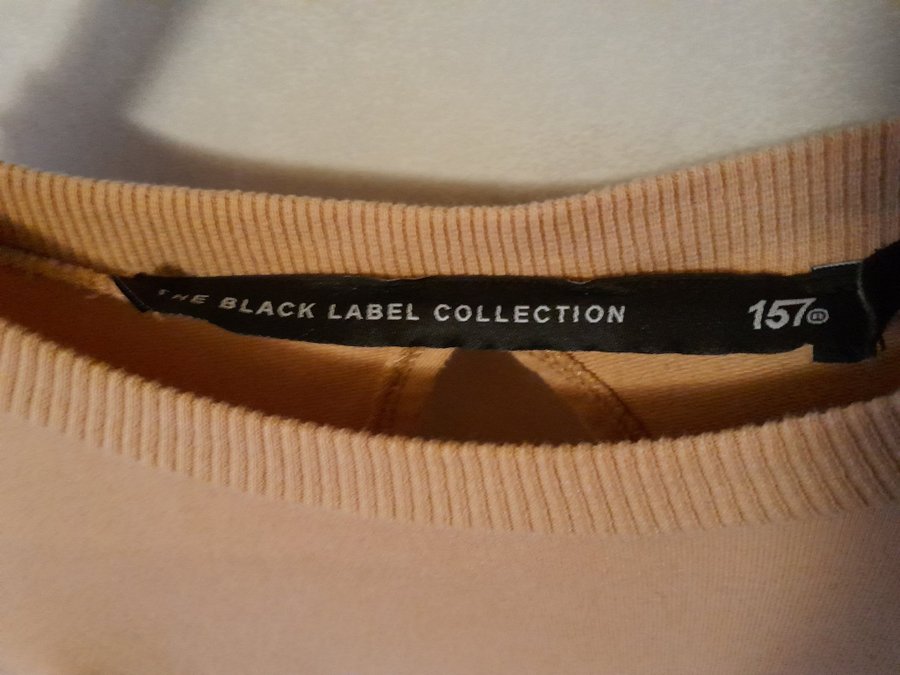 THE BLACK LABEL COLLECTION 157®